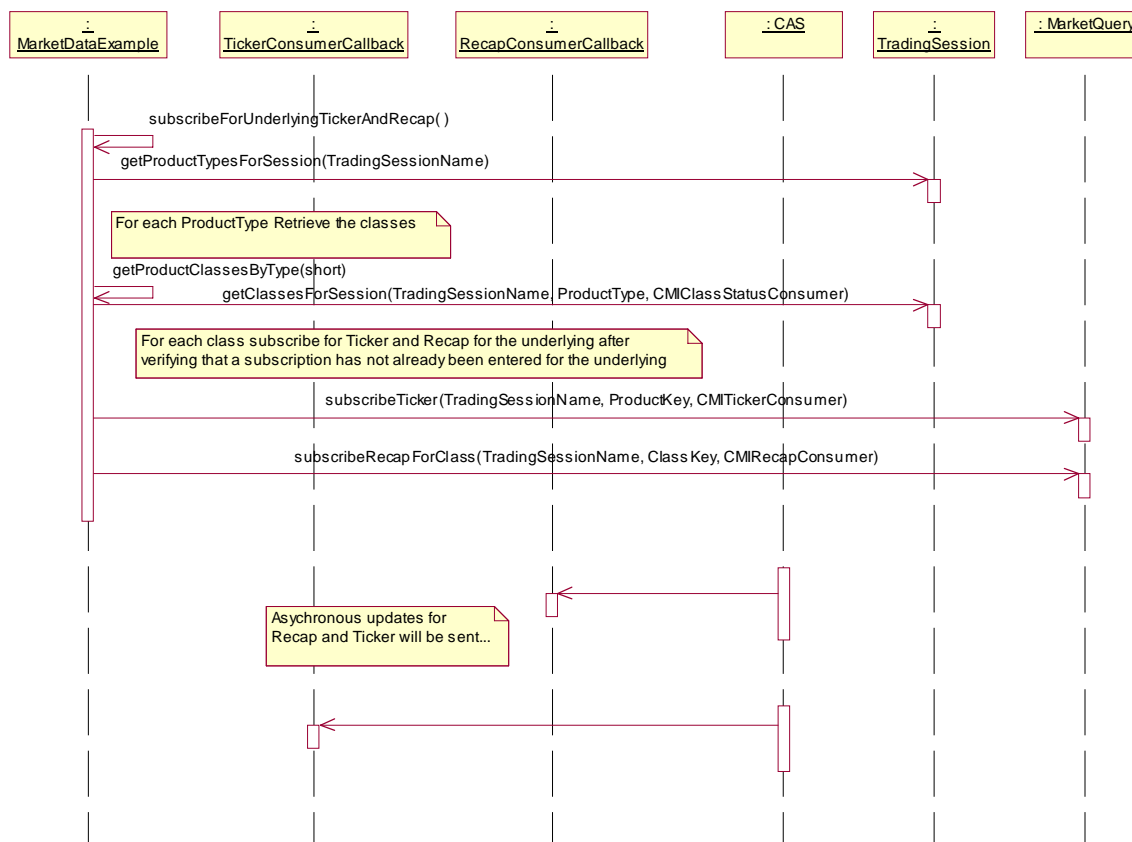 :
MarketDataExample
:
TickerConsumerCallback
:
RecapConsumerCallback
: CAS
:
TradingSession
: MarketQuery
subscribeForUnderlyingTickerAndRecap( )
getProductTypesForSession(TradingSessionName)
For each ProductType Retrieve the classes
getProductClassesByType(short)
getClassesForSession(TradingSessionName, ProductType, CMIClassStatusConsumer)
For each class subscribe for Ticker and Recap for the underlying after
verifying that a subscription has not already been entered for the underlying
subscribeTicker(TradingSessionName, ProductKey, CMITickerConsumer)
subscribeRecapForClass(TradingSessionName, ClassKey, CMIRecapConsumer)
Asychronous updates for
Recap and Ticker will be sent...